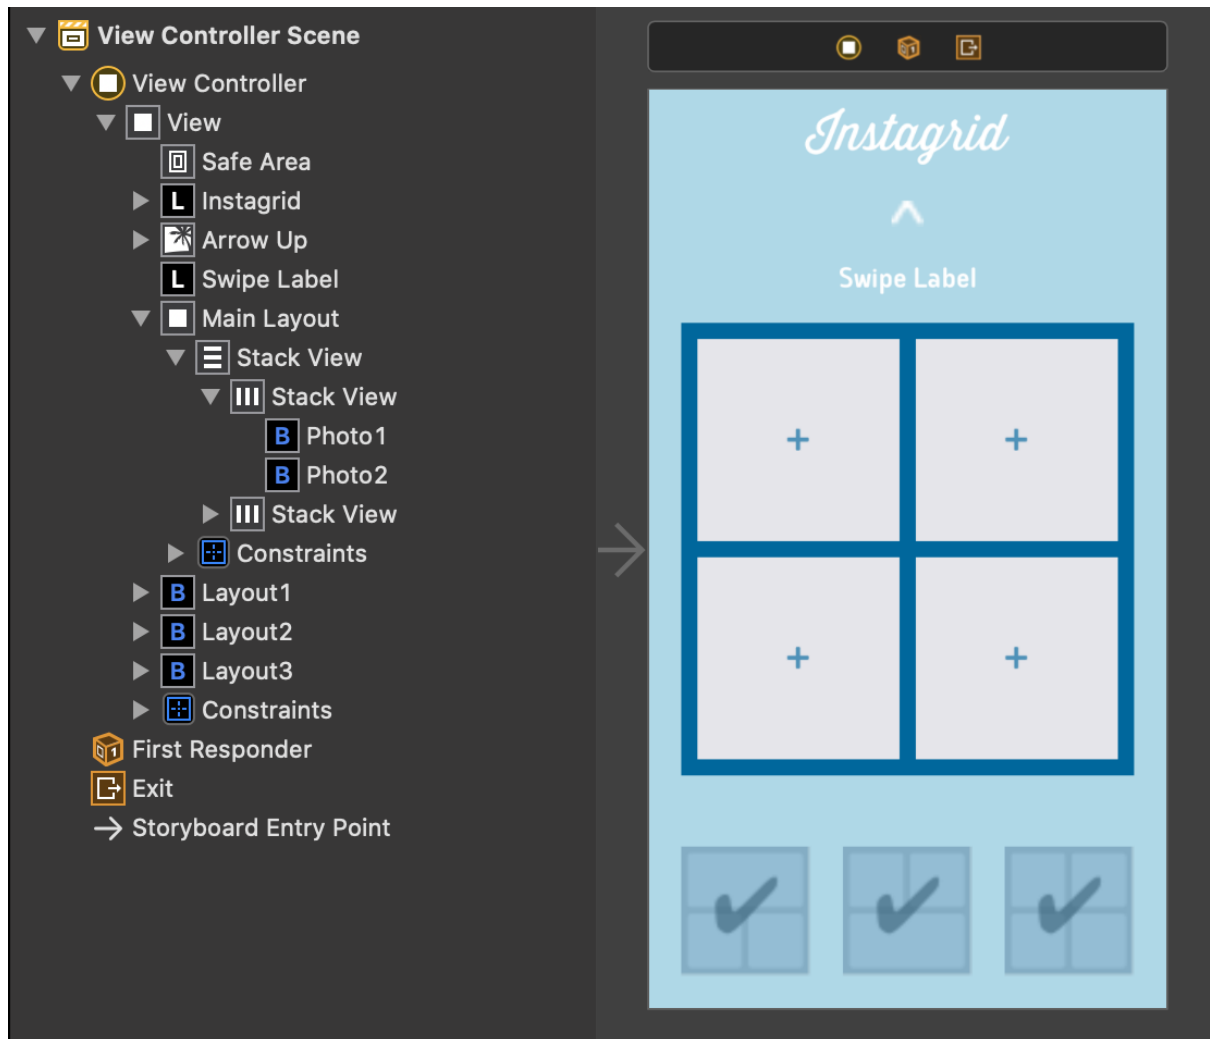 View Controller Scene
View Controller
View
Safe Area
L Instagrid
Arrow Up
L Swipe Label
Main Layout
Stack View
Stack View
B Photo1
B Photo2
Stack View
Constraints
B Layout1
B Layout2
B Layout3
Constraints
First Responder
Exit
Storyboard Entry Point
Instagrid
Swipe Label
+ +
+ +